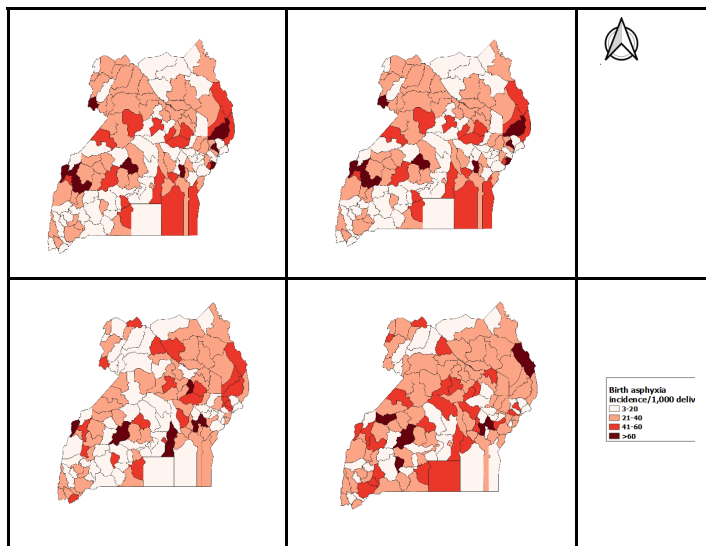 Birth asphyxia
incidence/1,000 deliv
3-20
21-40
41-60
>60